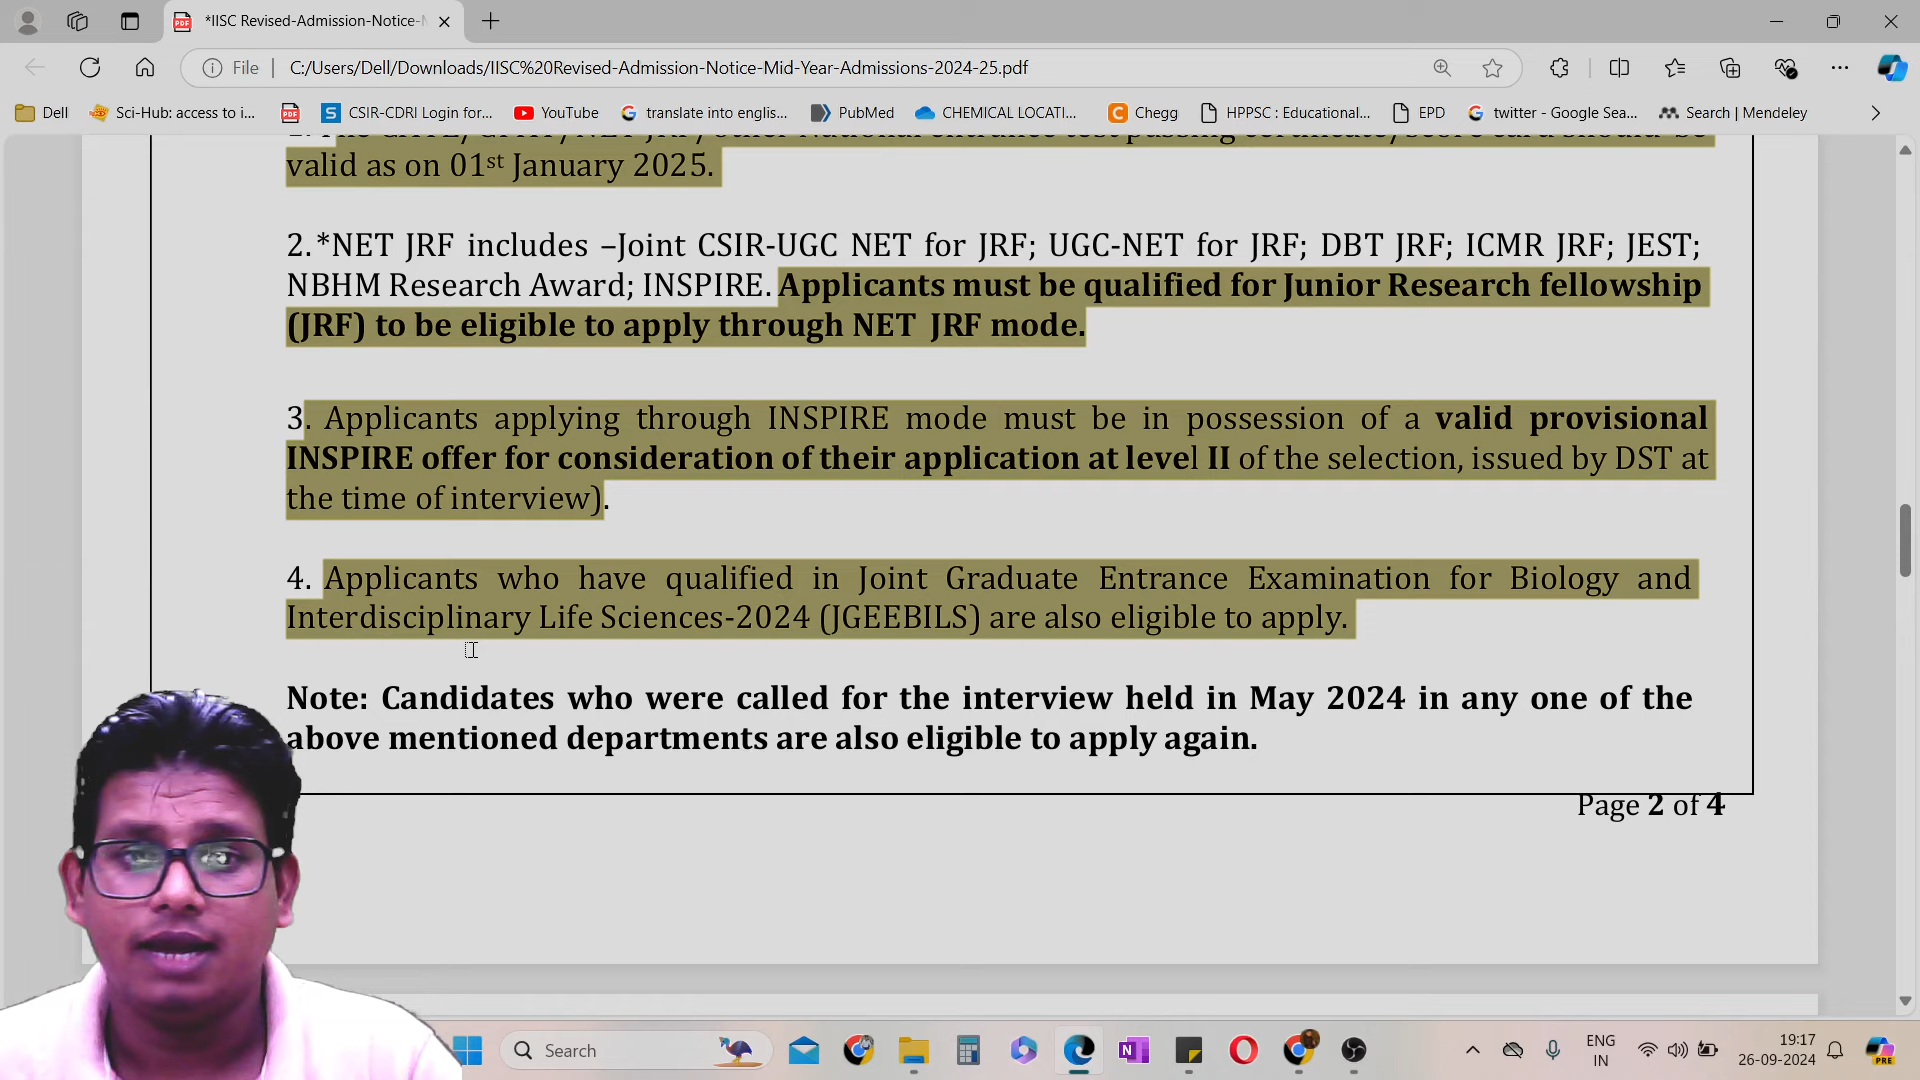 *IISC Revised-Admission-Notice-M
File
C:/Users/Dell/Downloads/IISC%20Revised-Admission-Notice-Mid-Year-Admissions-2024-25.pdf
Dell
Sci-Hub: access to i...
CSIR-CDRI Login for...
YouTube
translate into englis...
PubMed
CHEMICAL LOCATI...
Chegg
HPPSC : Educational...
EPD
twitter - Google Sea...
Search | Mendeley
valid as on 01st January 2025.
2. *NET JRF includes –Joint CSIR-UGC NET for JRF; UGC-NET for JRF; DBT JRF; ICMR JRF; JEST;
NBHM Research Award; INSPIRE. Applicants must be qualified for Junior Research fellowship
(JRF) to be eligible to apply through NET JRF mode.
3. Applicants applying through INSPIRE mode must be in possession of a valid provisional
INSPIRE offer for consideration of their application at level II of the selection, issued by DST at
the time of interview).
4. Applicants who have qualified in Joint Graduate Entrance Examination for Biology and
Interdisciplinary Life Sciences-2024 (JGEEBILS) are also eligible to apply.
Note: Candidates who were called for the interview held in May 2024 in any one of the
above mentioned departments are also eligible to apply again.
Page 2 of 4
Search
ENG
IN
19:17
26-09-2024
PRE